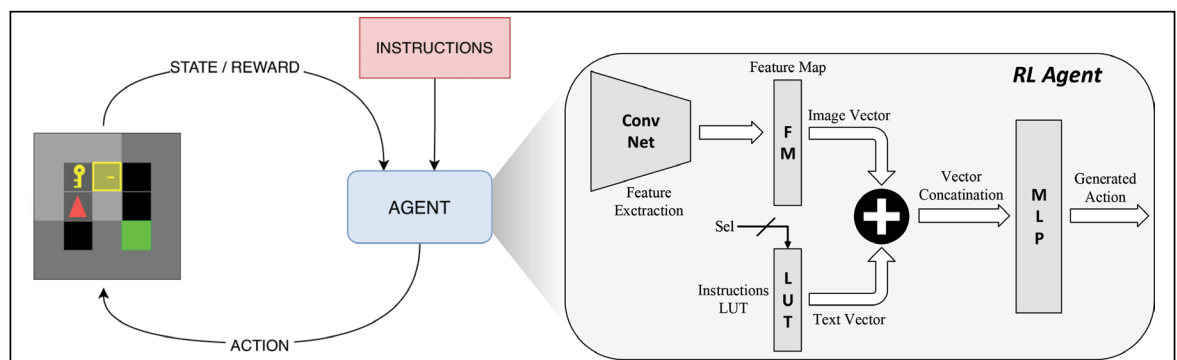 INSTRUCTIONS
STATE / REWARD
AGENT
ACTION
RL Agent
Conv
Net
Feature
Exctraction
Feature Map
F
M
Image Vector
Sel
Instructions
LUT
L
U
T
Text Vector
Vector
Concatination
M
L
P
Generated
Action